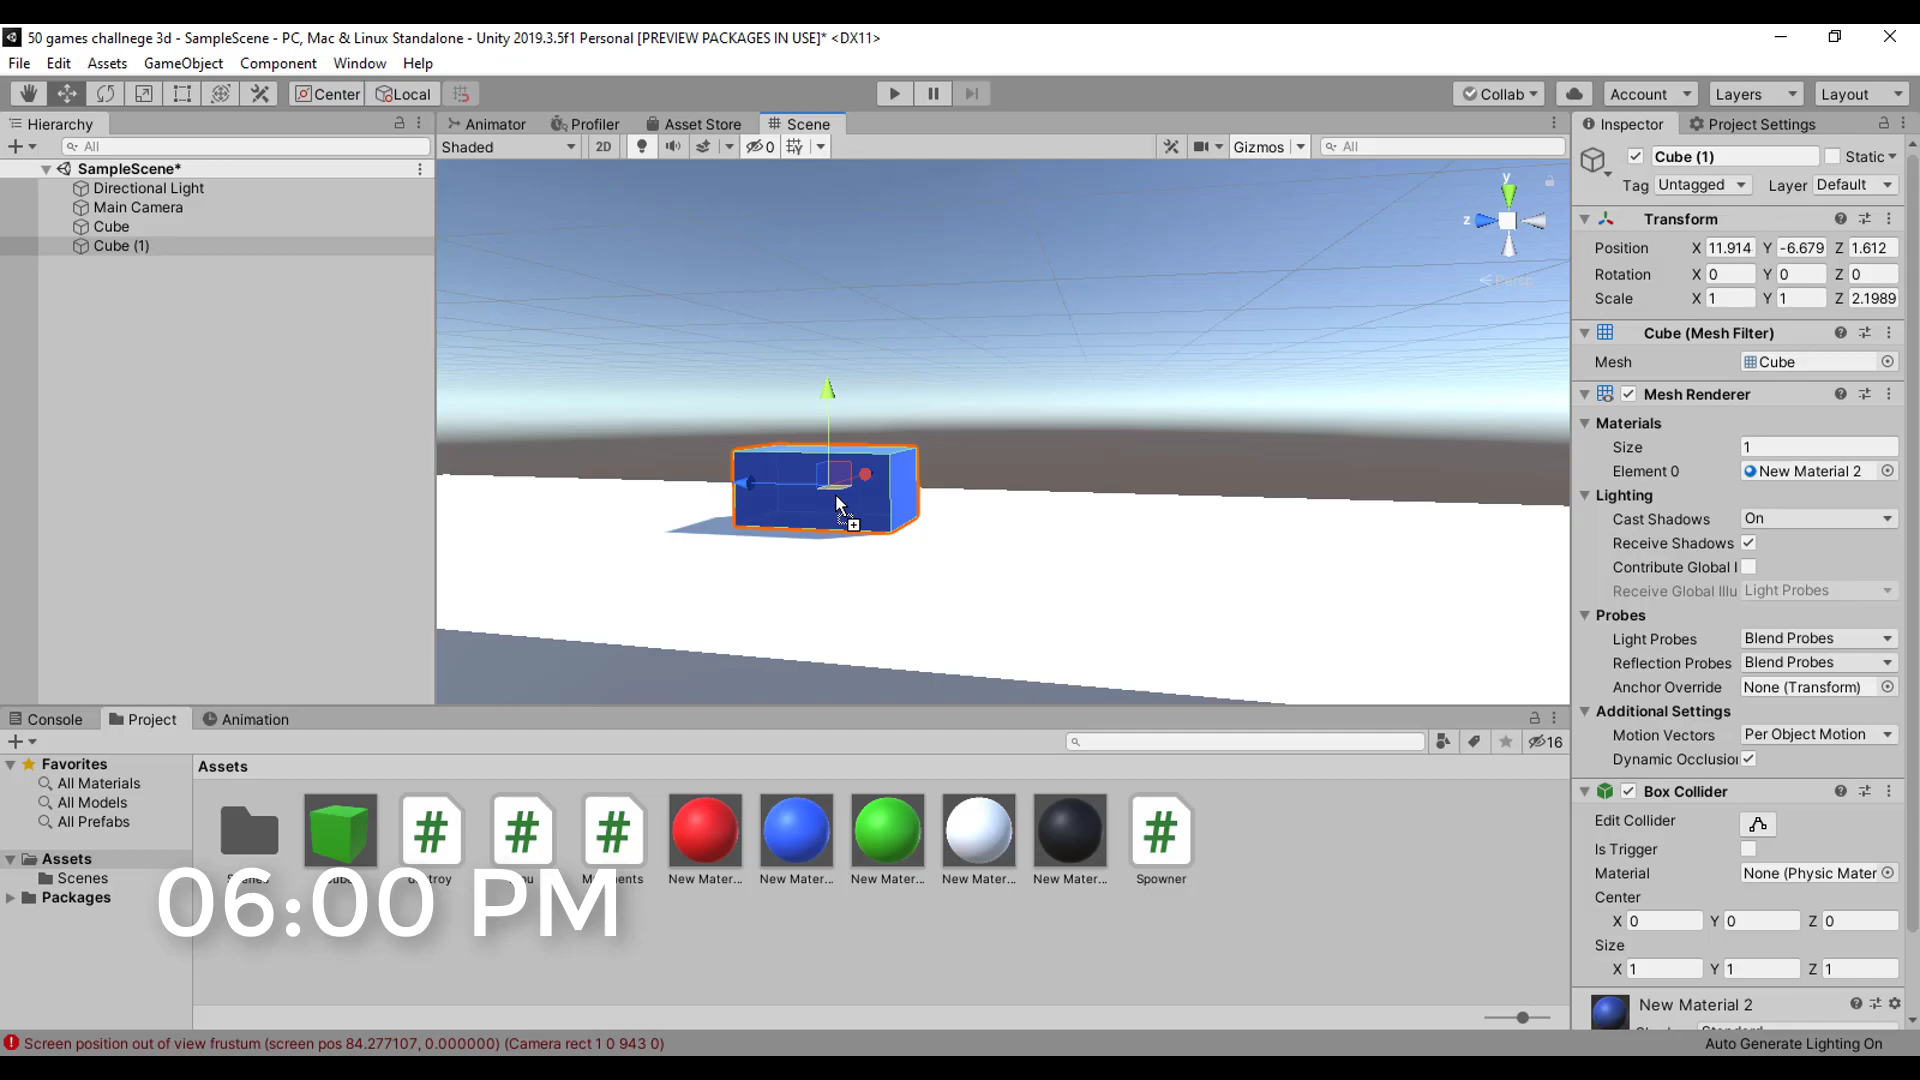 50 games challnege 3d - SampleScene - PC, Mac & Linux Standalone - Unity 2019.3.5f1 Personal [PREVIEW PACKAGES IN USE]* <DX11>
File Edit Assets GameObject Component Window Help
Center Local Collab Account Layers Layout
Hierarchy
All
SampleScene*
Directional Light
Main Camera
Cube
Cube (1)
Animator Profiler Asset Store Scene
Shaded 2D 0 Gizmos All
y
z
Persp
Inspector Project Settings
Cube (1) Static
Tag Untagged Layer Default
Transform
Position X 11.914 Y -6.679 Z 1.612
Rotation X 0 Y 0 Z 0
Scale X 1 Y 1 Z 2.1989
Cube (Mesh Filter)
Mesh Cube
Mesh Renderer
Materials
Size 1
Element 0 New Material 2
Lighting
Cast Shadows On
Receive Shadows
Contribute Global I
Receive Global Illu Light Probes
Probes
Light Probes Blend Probes
Reflection Probes Blend Probes
Anchor Override None (Transform)
Additional Settings
Motion Vectors Per Object Motion
Dynamic Occlusion
Box Collider
Edit Collider
Is Trigger
Material None (Physic Mater
Center
X 0 Y 0 Z 0
Size
X 1 Y 1 Z 1
New Material 2
Console Project Animation
16
Favorites
All Materials
All Models
All Prefabs
Assets
Scenes
Packages
Assets
New Mater... New Mater... New Mater... New Mater... New Mater... Spawner
06:00 PM
Screen position out of view frustum (screen pos 84.277107, 0.000000) (Camera rect 1 0 943 0)
Auto Generate Lighting On